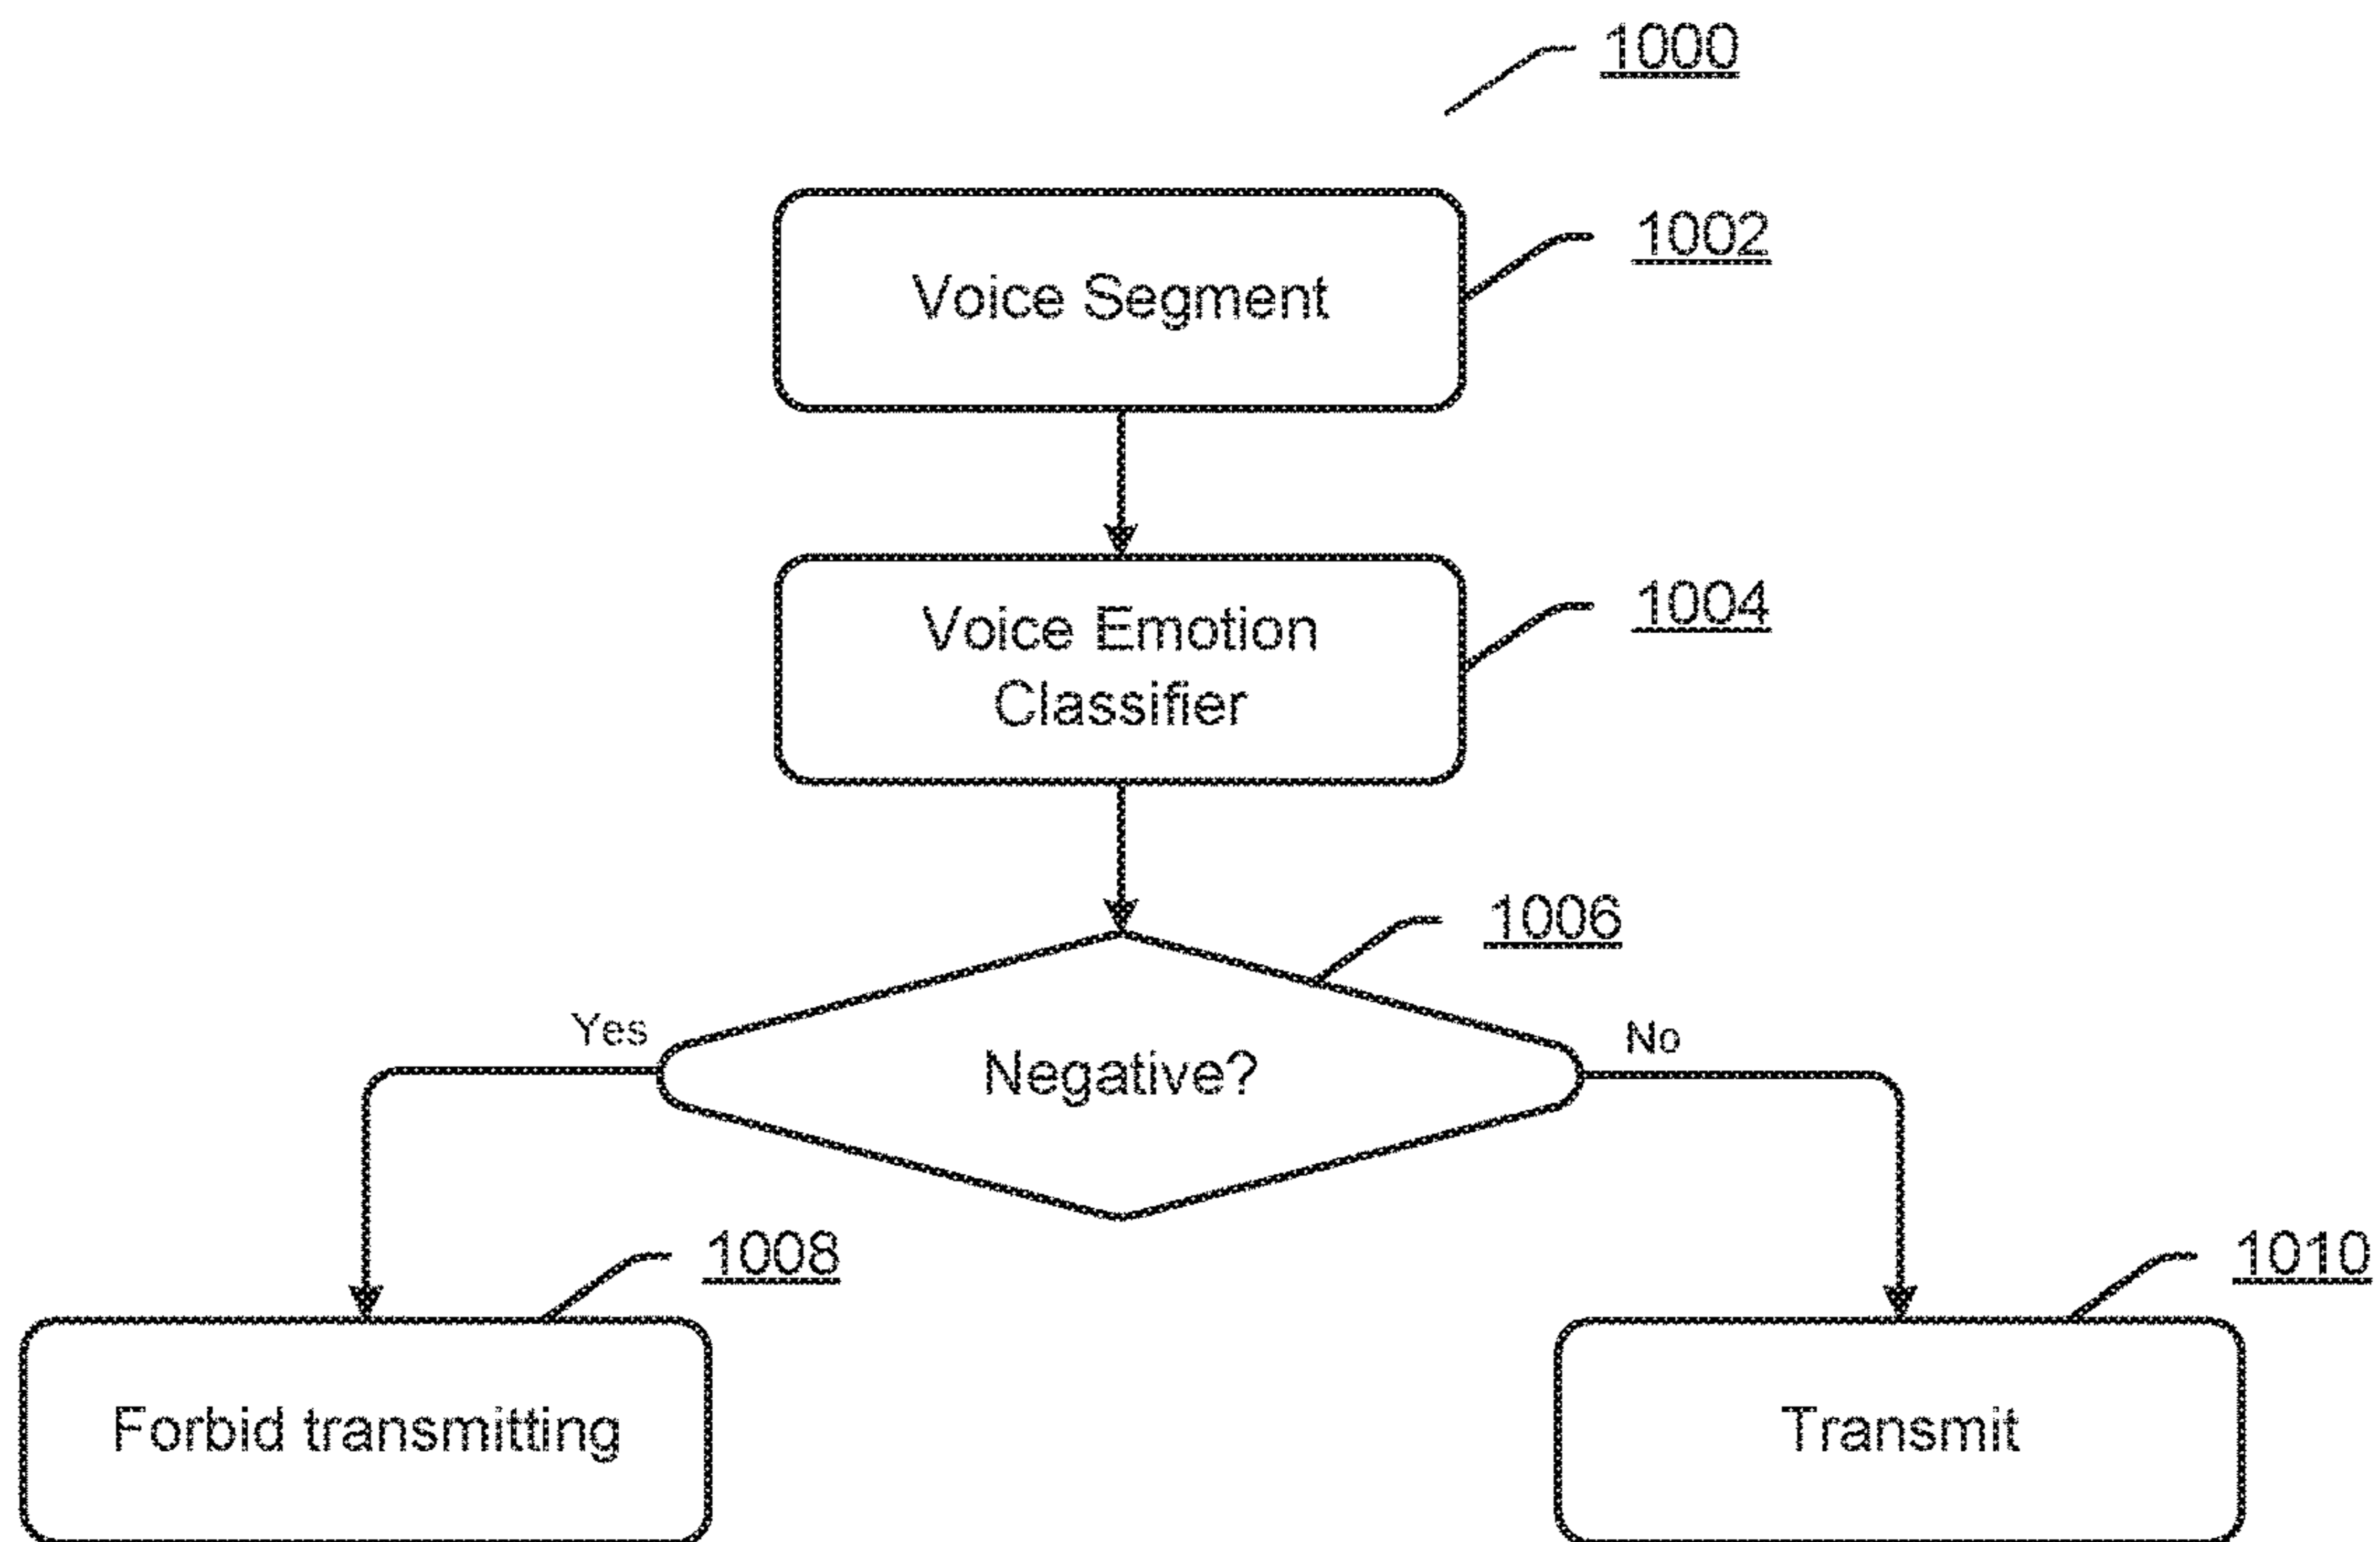 1000
Voice Segment
1002
Voice Emotion
Classifier
1004
1006
Yes
Negative?
No
1008
Forbid transmitting
1010
Transmit